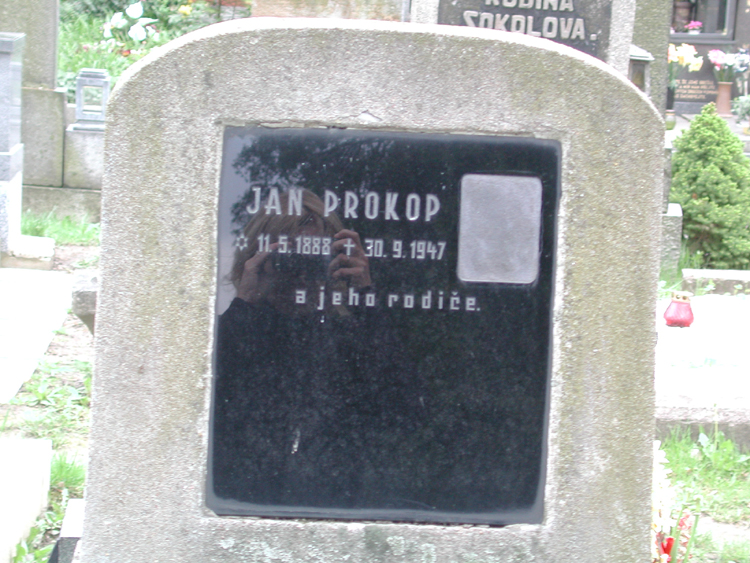 RODINA
SOKOLOVA.
JAN PROKOP
✡ 11.5.1888 ✝ 30.9.1947
a jeho rodiče.